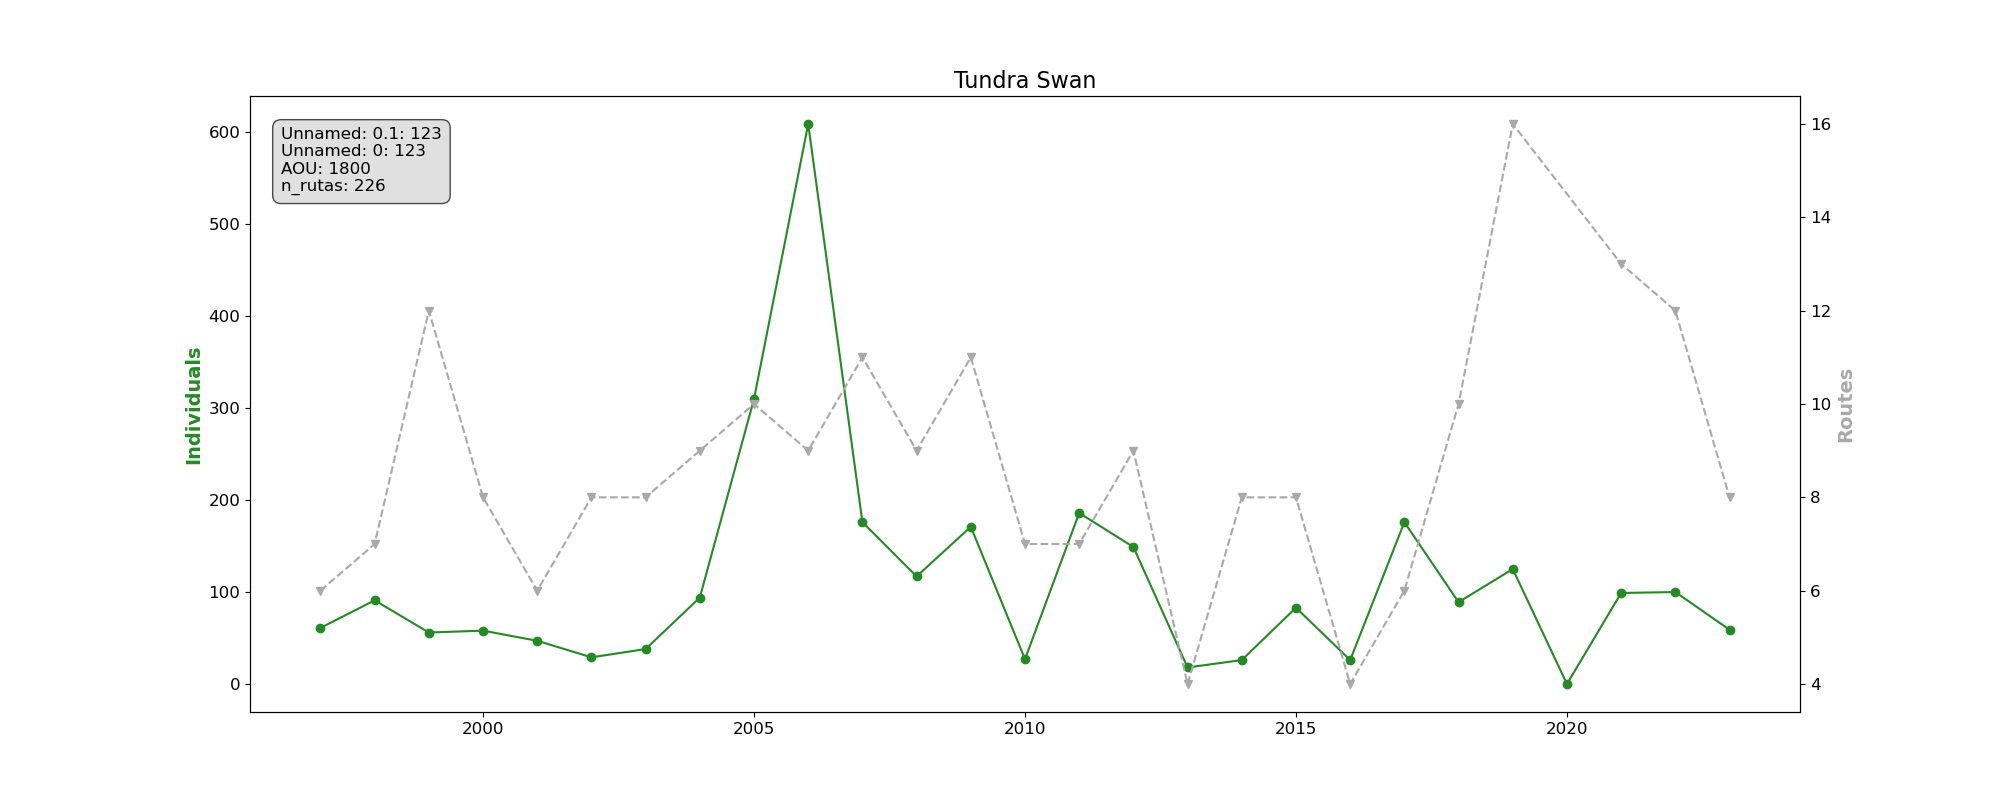 Tundra Swan
Unnamed: 0.1: 123
Unnamed: 0: 123
AOU: 1800
n_rutas: 226
Individuals
600
500
400
300
200
100
0
16
14
12
10
8
6
4
Routes
2000 2005 2010 2015 2020